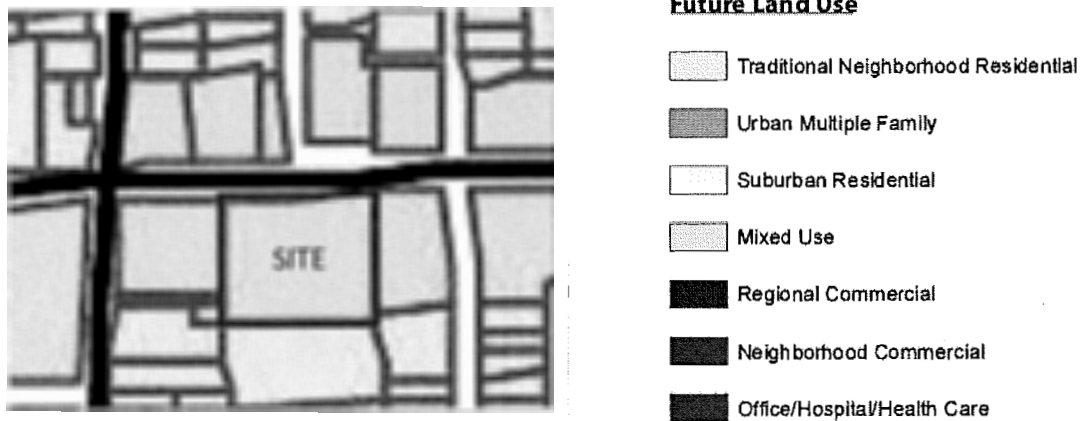 SITE
Future Land Use
Traditional Neighborhood Residential
Urban Multiple Family
Suburban Residential
Mixed Use
Regional Commercial
Neighborhood Commercial
Office/Hospital/Health Care